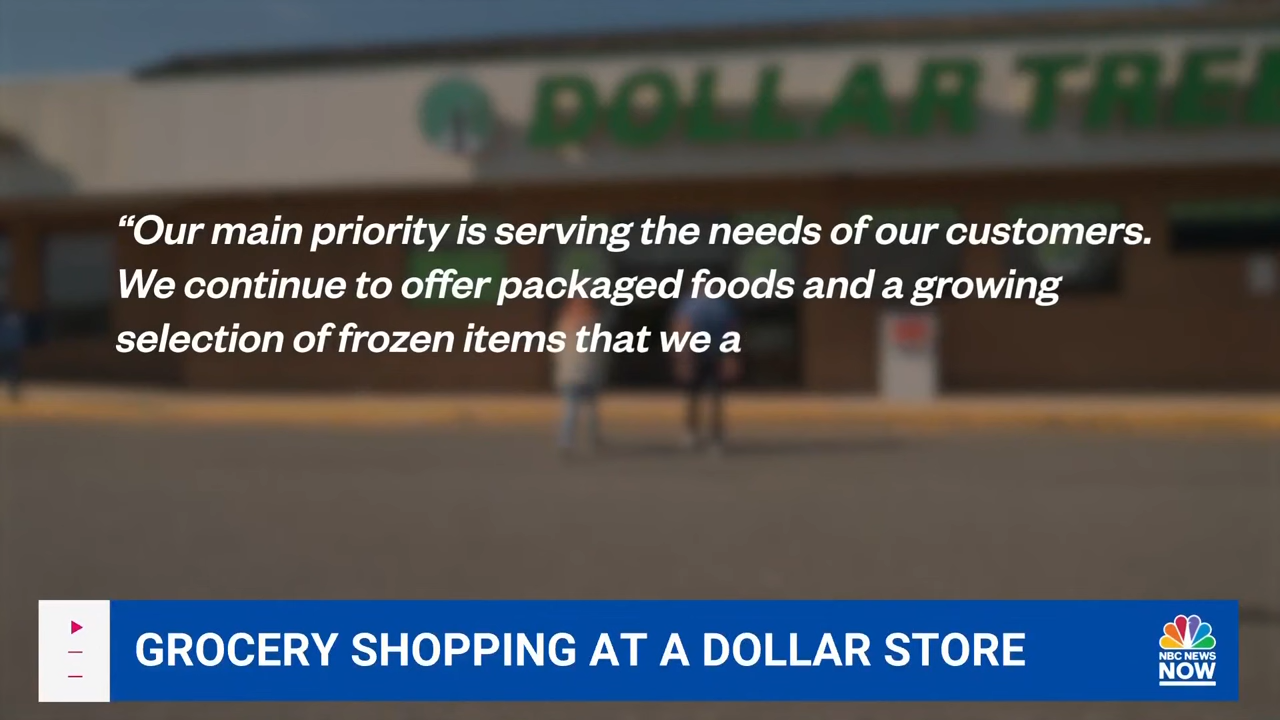 DOLLAR TREE
“Our main priority is serving the needs of our customers.
We continue to offer packaged foods and a growing
selection of frozen items that we a
GROCERY SHOPPING AT A DOLLAR STORE
NBC NEWS
NOW